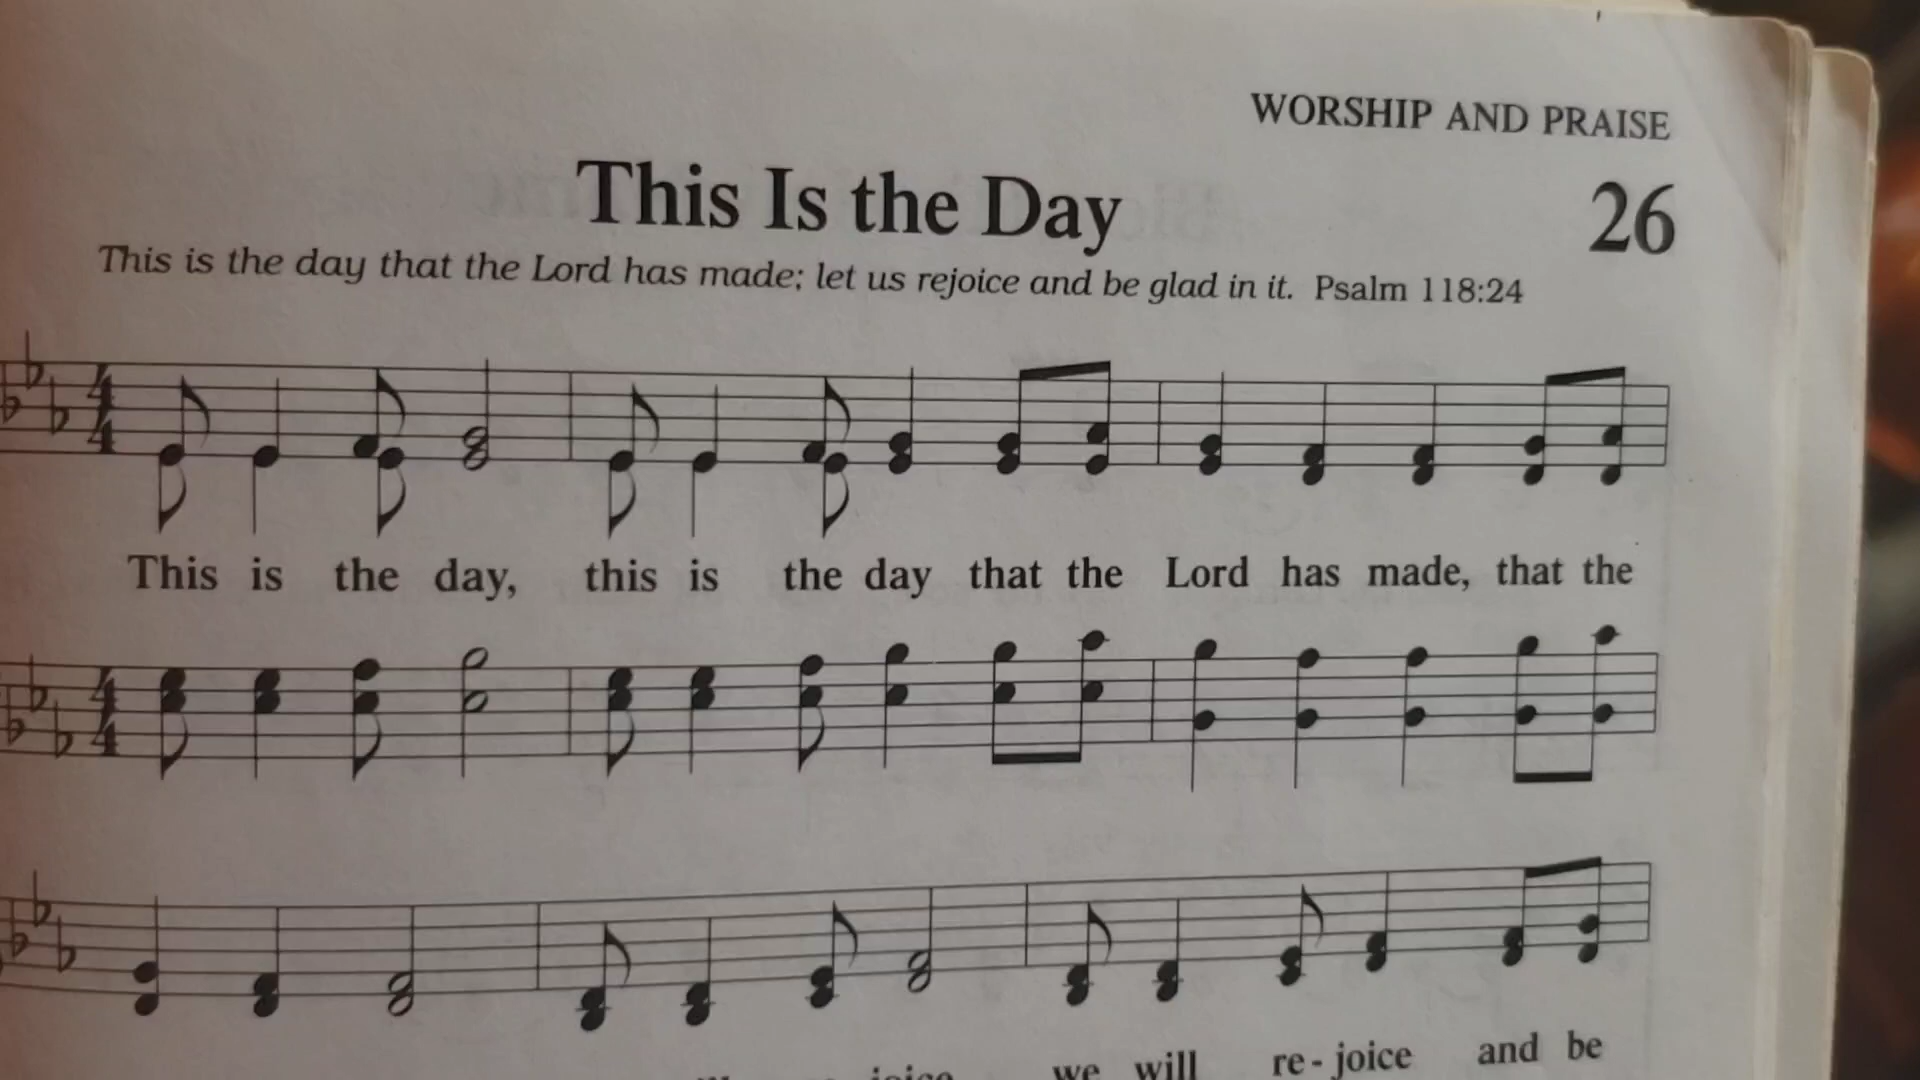 WORSHIP AND PRAISE
This Is the Day
26
This is the day that the Lord has made; let us rejoice and be glad in it. Psalm 118:24
This is the day, this is the day that the Lord has made, that the
we will re-joice and be